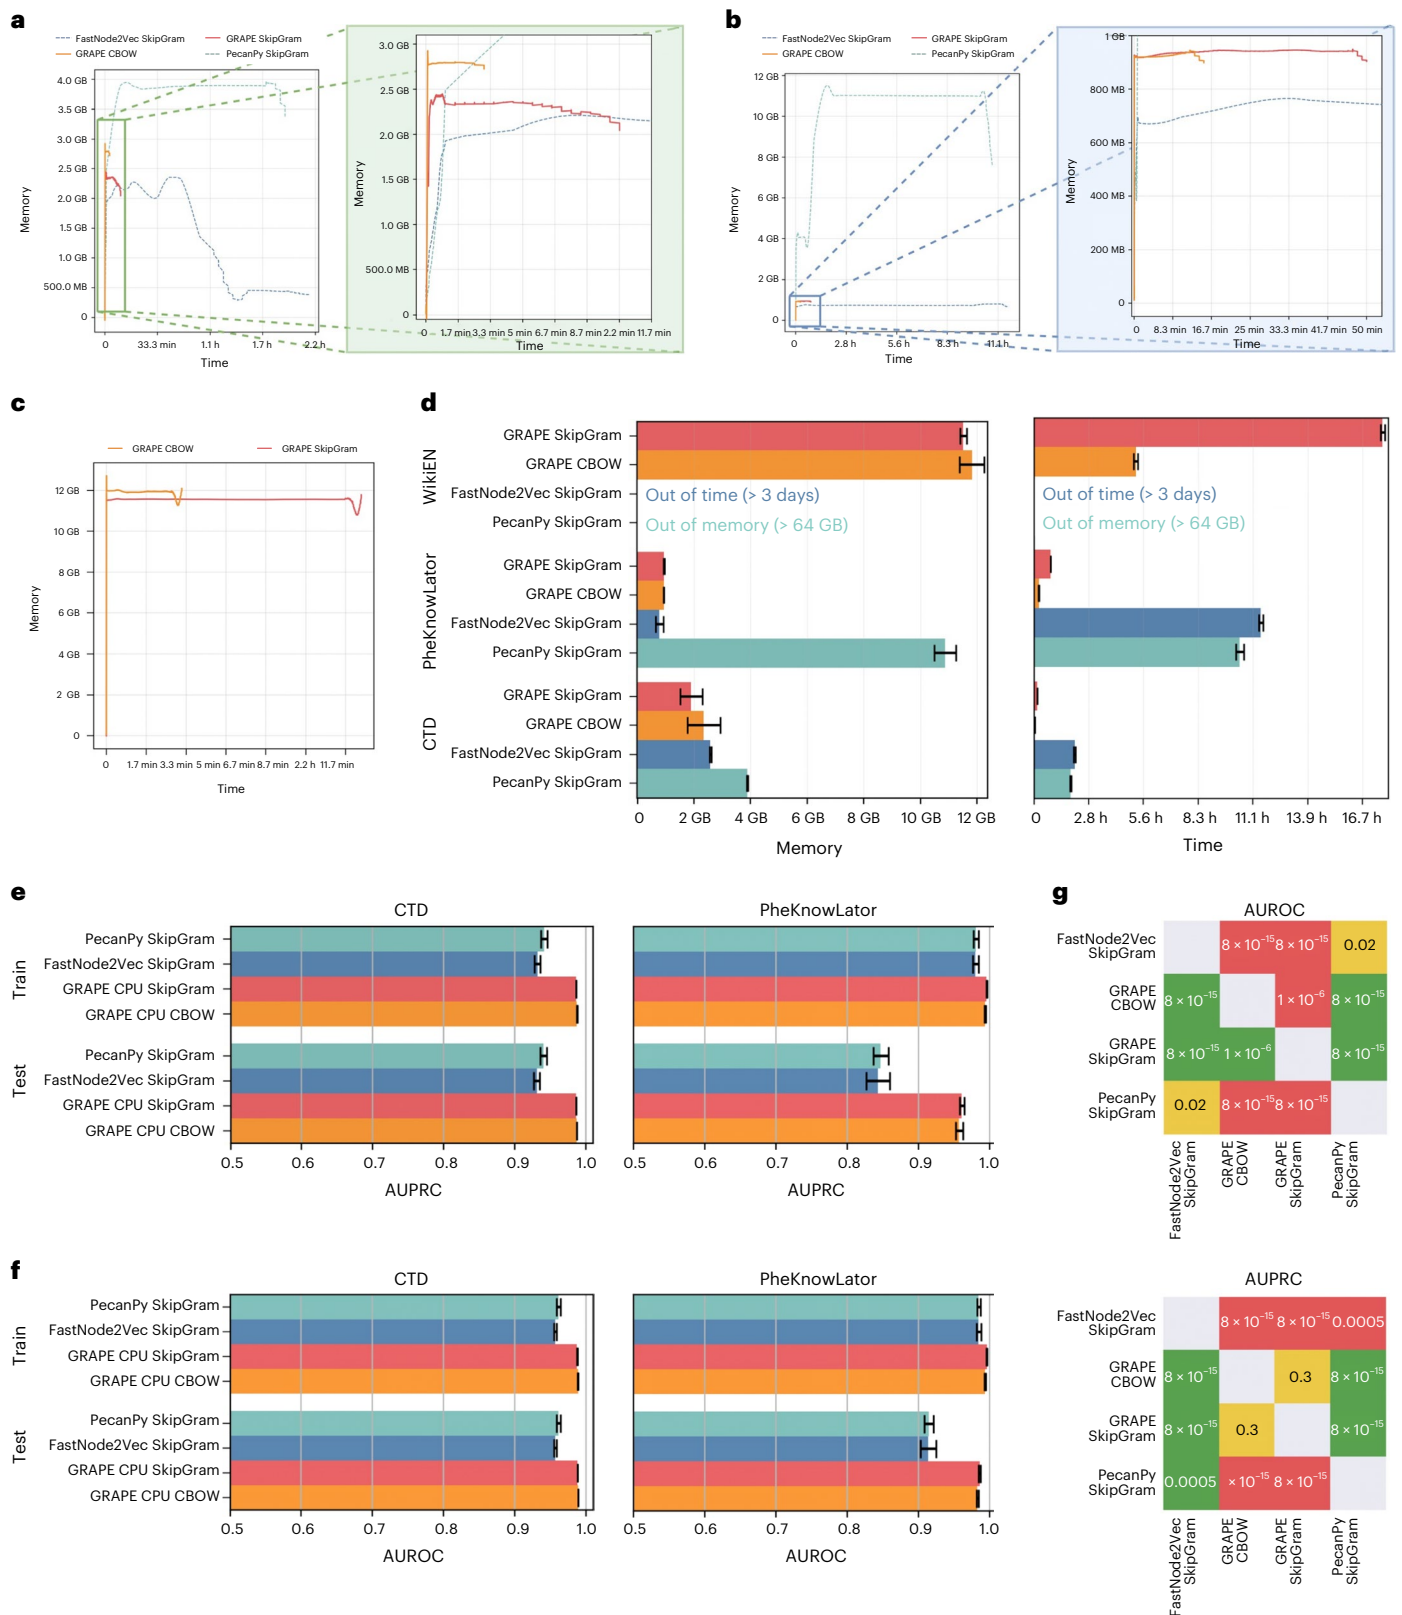 a
FastNode2Vec SkipGram
GRAPE SkipGram
GRAPE CBOW
PecanPy SkipGram
4.0 GB
3.5 GB
3.0 GB
2.5 GB
2.0 GB
1.5 GB
1.0 GB
500.0 MB
0
Memory
0 33.3 min 1.1 h 1.7 h 2.2 h
Time
3.0 GB
2.5 GB
2.0 GB
1.5 GB
1.0 GB
500.0 MB
0
Memory
0 1.7 min 3.3 min 5 min 6.7 min 8.7 min 2.2 min 11.7 min
Time
b
FastNode2Vec SkipGram
GRAPE SkipGram
GRAPE CBOW
PecanPy SkipGram
12 GB
10 GB
8 GB
6 GB
4 GB
2 GB
0
Memory
0 2.8 h 5.6 h 8.3 h 11.1 h
Time
1 GB
800 MB
600 MB
400 MB
200 MB
0
Memory
0 8.3 min 16.7 min 25 min 33.3 min 41.7 min 50 min
Time
c
GRAPE CBOW
GRAPE SkipGram
12 GB
10 GB
8 GB
6 GB
4 GB
2 GB
0
Memory
0 1.7 min 3.3 min 5 min 6.7 min 8.7 min 2.2 h 11.7 min
Time
d
WikiEN
GRAPE SkipGram
GRAPE CBOW
FastNode2Vec SkipGram
Out of time (> 3 days)
Out of time (> 3 days)
PecanPy SkipGram
Out of memory (> 64 GB)
Out of memory (> 64 GB)
PheKnowLator
GRAPE SkipGram
GRAPE CBOW
FastNode2Vec SkipGram
PecanPy SkipGram
CTD
GRAPE SkipGram
GRAPE CBOW
FastNode2Vec SkipGram
PecanPy SkipGram
0 2 GB 4 GB 6 GB 8 GB 10 GB 12 GB
Memory
0 2.8 h 5.6 h 8.3 h 11.1 h 13.9 h 16.7 h
Time
e
CTD
PheKnowLator
Train
PecanPy SkipGram
FastNode2Vec SkipGram
GRAPE CPU SkipGram
GRAPE CPU CBOW
Test
PecanPy SkipGram
FastNode2Vec SkipGram
GRAPE CPU SkipGram
GRAPE CPU CBOW
0.5 0.6 0.7 0.8 0.9 1.0
AUPRC
0.5 0.6 0.7 0.8 0.9 1.0
AUPRC
f
CTD
PheKnowLator
Train
PecanPy SkipGram
FastNode2Vec SkipGram
GRAPE CPU SkipGram
GRAPE CPU CBOW
Test
PecanPy SkipGram
FastNode2Vec SkipGram
GRAPE CPU SkipGram
GRAPE CPU CBOW
0.5 0.6 0.7 0.8 0.9 1.0
AUROC
0.5 0.6 0.7 0.8 0.9 1.0
AUROC
g
AUROC
FastNode2Vec
SkipGram
8 × 10⁻¹⁵ 8 × 10⁻¹⁵ 0.02
GRAPE
CBOW
8 × 10⁻¹⁵ 1 × 10⁻⁶ 8 × 10⁻¹⁵
GRAPE
SkipGram
8 × 10⁻¹⁵ 1 × 10⁻⁶ 8 × 10⁻¹⁵
PecanPy
SkipGram
0.02 8 × 10⁻¹⁵ 8 × 10⁻¹⁵
FastNode2Vec
SkipGram
GRAPE
CBOW
GRAPE
SkipGram
PecanPy
SkipGram
AUPRC
FastNode2Vec
SkipGram
8 × 10⁻¹⁵ 8 × 10⁻¹⁵ 0.0005
GRAPE
CBOW
8 × 10⁻¹⁵ 0.3 8 × 10⁻¹⁵
GRAPE
SkipGram
8 × 10⁻¹⁵ 0.3 8 × 10⁻¹⁵
PecanPy
SkipGram
0.0005 × 10⁻¹⁵ 8 × 10⁻¹⁵
FastNode2Vec
SkipGram
GRAPE
CBOW
GRAPE
SkipGram
PecanPy
SkipGram